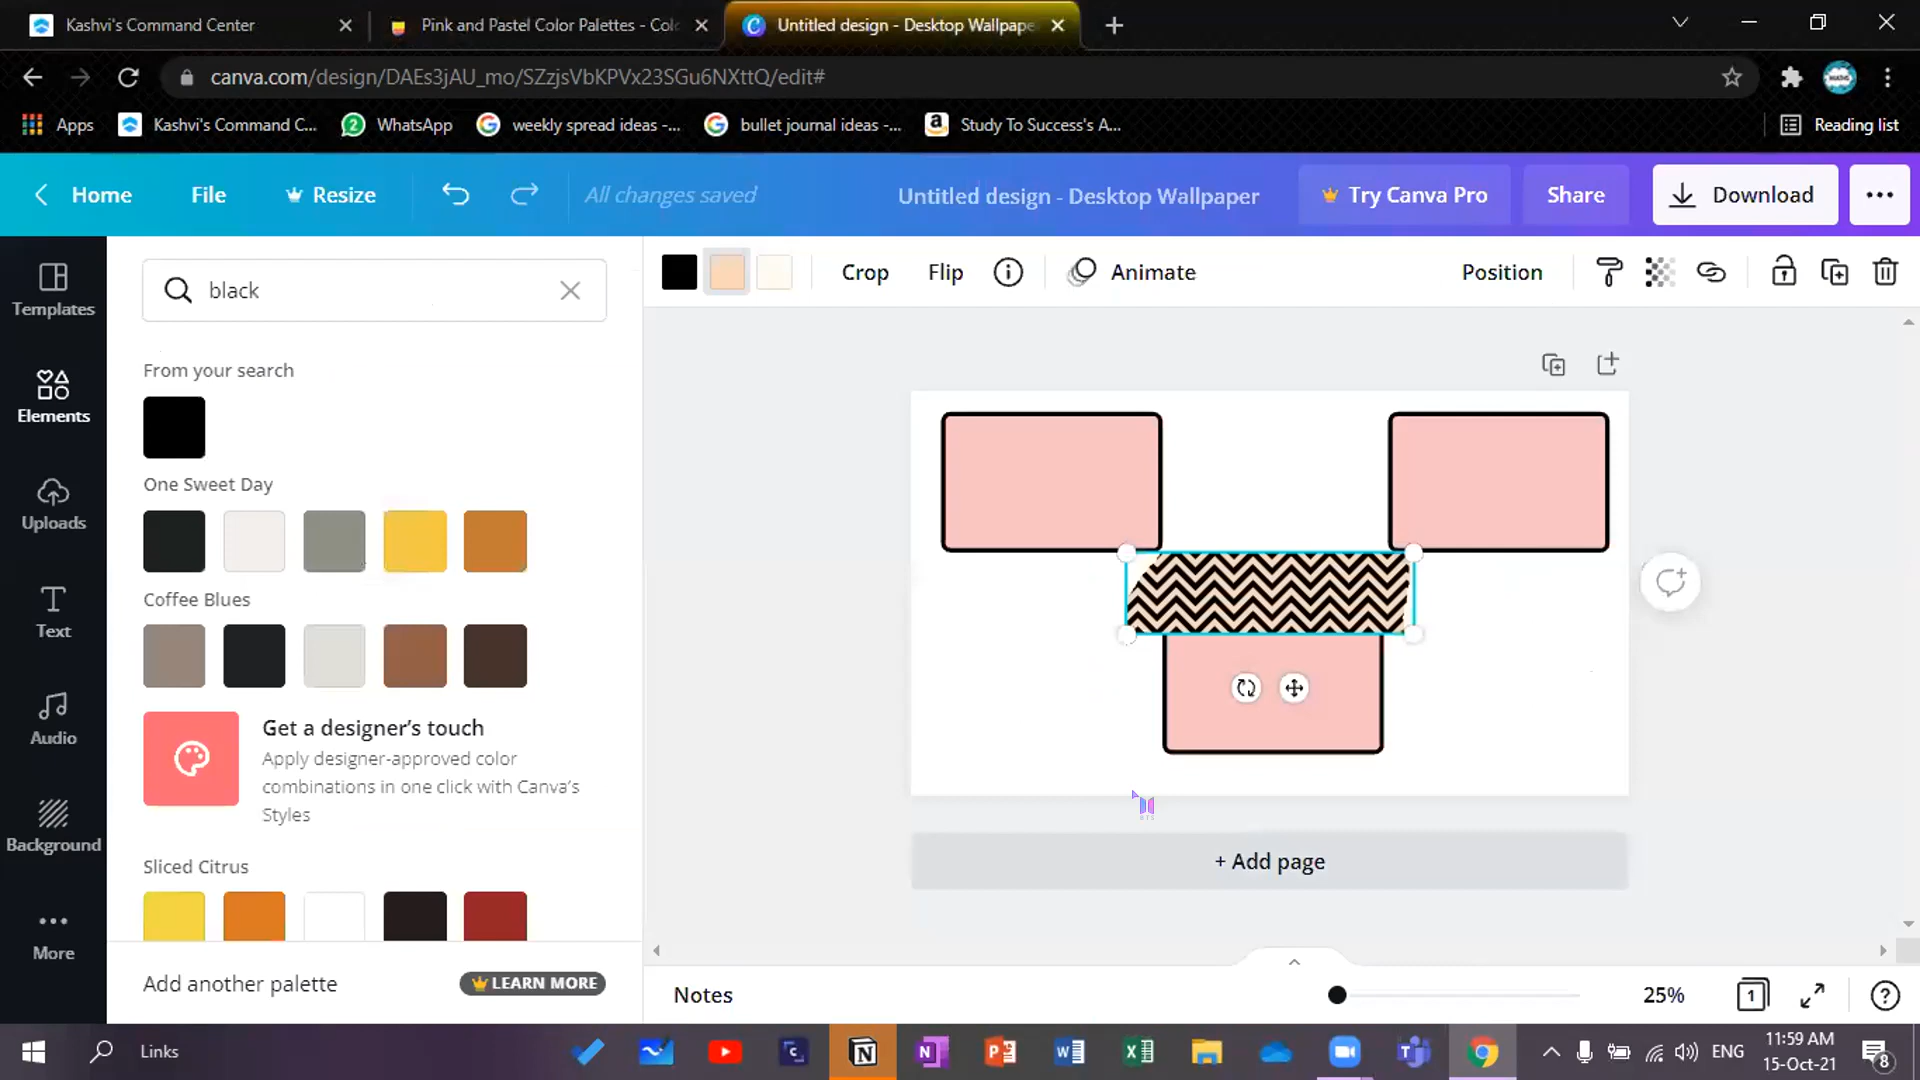 Kashvi's Command Center
Pink and Pastel Color Palettes - Colo
Untitled design - Desktop Wallpape
canva.com/design/DAEs3jAU_mo/SZzjsVbKPVx23SGu6NXttQ/edit#
Apps
Kashvi's Command C...
WhatsApp
weekly spread ideas -...
bullet journal ideas -...
Study To Success's A...
Reading list
Home
File
Resize
All changes saved
Untitled design - Desktop Wallpaper
Try Canva Pro
Share
Download
Templates
Elements
Uploads
Text
Audio
Background
More
black
Crop
Flip
Animate
Position
From your search
One Sweet Day
Coffee Blues
Get a designer's touch
Apply designer-approved color
combinations in one click with Canva's
Styles
Sliced Citrus
Add another palette
LEARN MORE
+ Add page
Notes
25%
1
Links
ENG
11:59 AM
15-Oct-21
8